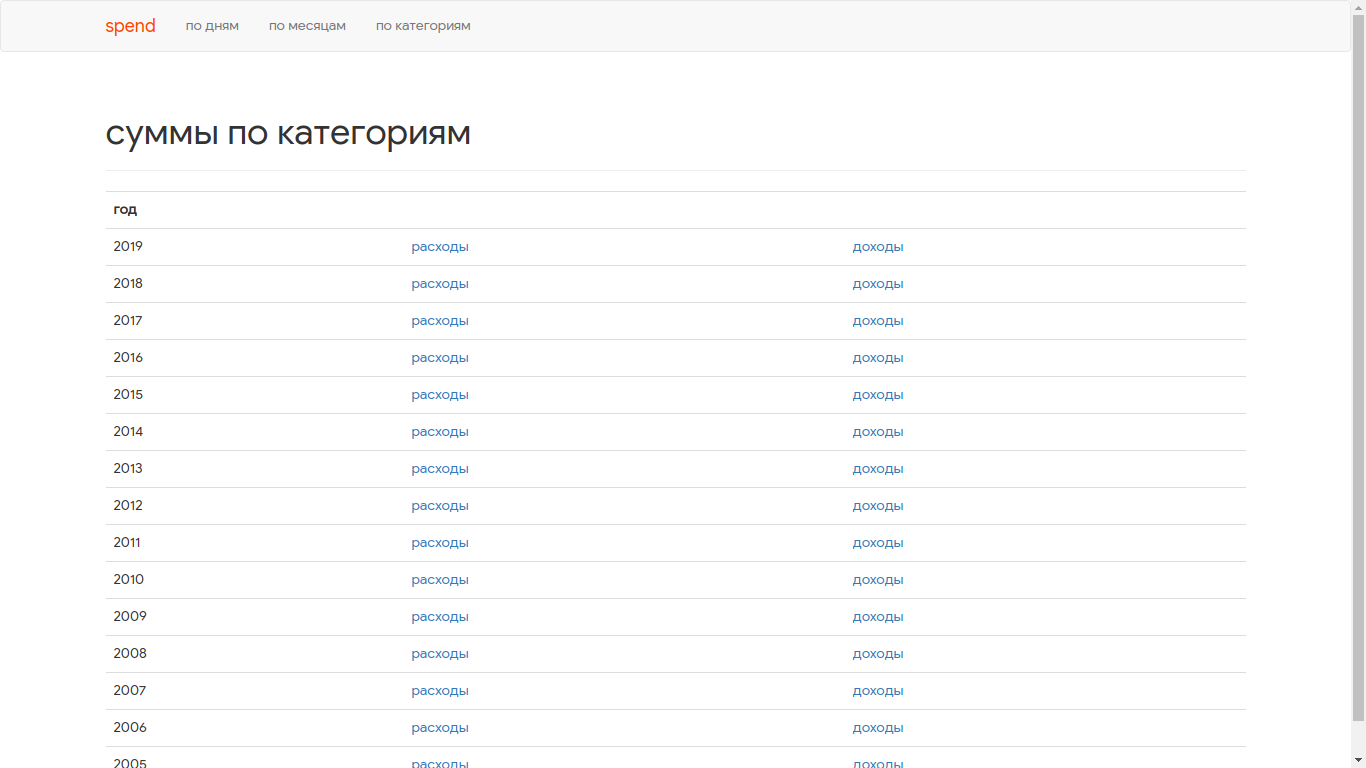 spend по дням по месяцам по категориям
суммы по категориям
год
2019 расходы доходы
2018 расходы доходы
2017 расходы доходы
2016 расходы доходы
2015 расходы доходы
2014 расходы доходы
2013 расходы доходы
2012 расходы доходы
2011 расходы доходы
2010 расходы доходы
2009 расходы доходы
2008 расходы доходы
2007 расходы доходы
2006 расходы доходы
2005 расходы доходы